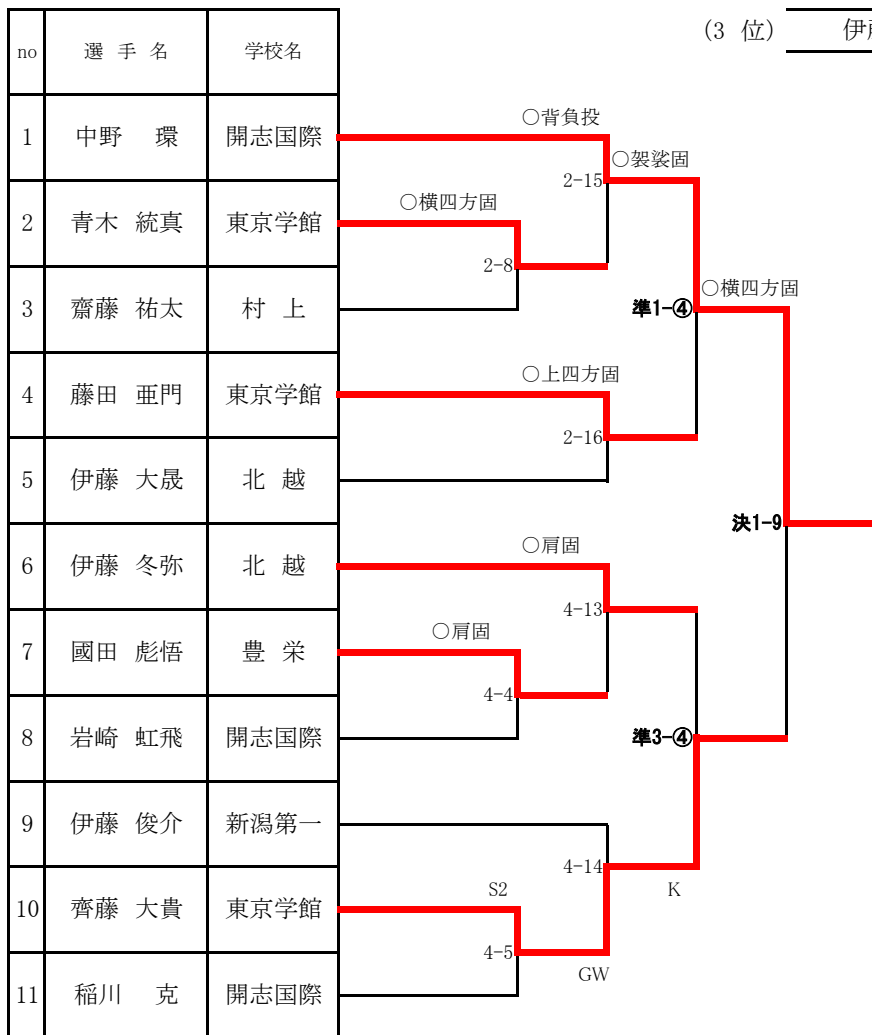 (3 位) 伊
no 選 手 名 学校名
○背負投
1 中野 環 開志国際
○袈裟固
2-15
○横四方固
2 青木 統真 東京学館
2-8
○横四方固
3 齋藤 祐太 村 上
準1-④
○上四方固
4 藤田 亜門 東京学館
2-16
5 伊藤 大晟 北 越
決1-9
○肩固
6 伊藤 冬弥 北 越
4-13
○肩固
7 國田 彪悟 豊 栄
4-4
8 岩崎 虹飛 開志国際
準3-④
9 伊藤 俊介 新潟第一
4-14
S2 K
10 齊藤 大貴 東京学館
4-5
GW
11 稲川 克 開志国際